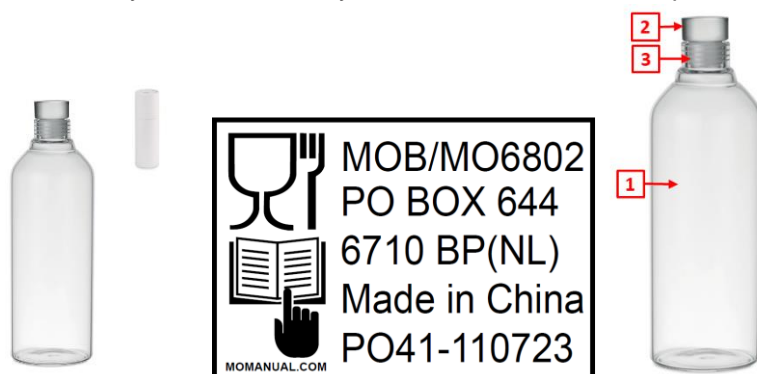 MOB/MO6802
PO BOX 644
6710 BP(NL)
Made in China
PO41-110723
MOMANUAL.COM
2
3
1